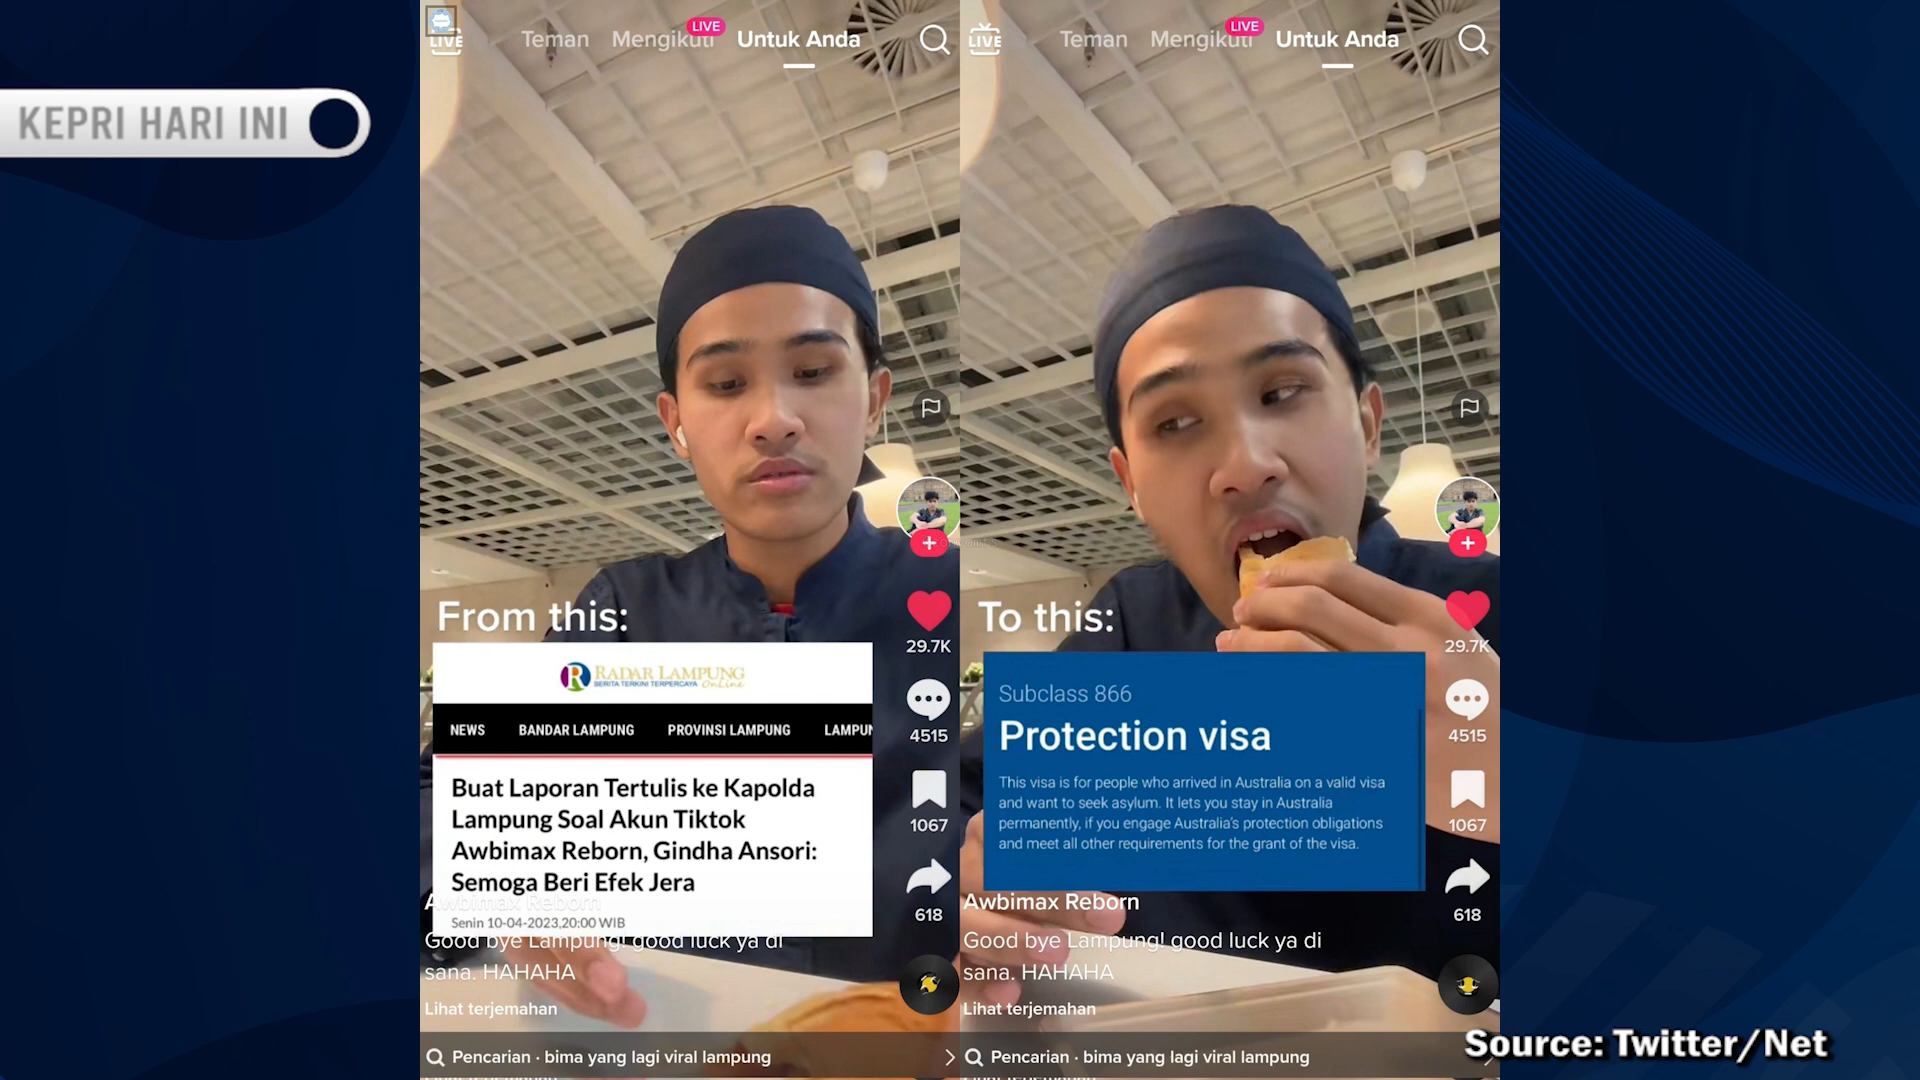 KEPRI HARI INI
LIVE
Teman Mengikuti LIVE Untuk Anda
From this:
RADAR LAMPUNG
BERITA TERKINI TERPERCAYA OnLine
NEWS BANDAR LAMPUNG PROVINSI LAMPUNG LAMPUN
Buat Laporan Tertulis ke Kapolda
Lampung Soal Akun Tiktok
Awbimax Reborn, Gindha Ansori:
Semoga Beri Efek Jera
Awbimax Reborn
Senin 10-04-2023,20:00 WIB
Good bye Lampung! good luck ya di
sana. HAHAHA
Lihat terjemahan
Pencarian · bima yang lagi viral lampung
29.7K
4515
1067
618
LIVE
Teman Mengikuti LIVE Untuk Anda
To this:
Subclass 866
Protection visa
This visa is for people who arrived in Australia on a valid visa
and want to seek asylum. It lets you stay in Australia
permanently, if you engage Australia's protection obligations
and meet all other requirements for the grant of the visa.
Awbimax Reborn
Good bye Lampung! good luck ya di
sana. HAHAHA
Lihat terjemahan
Pencarian · bima yang lagi viral lampung
29.7K
4515
1067
618
Source: Twitter/Net